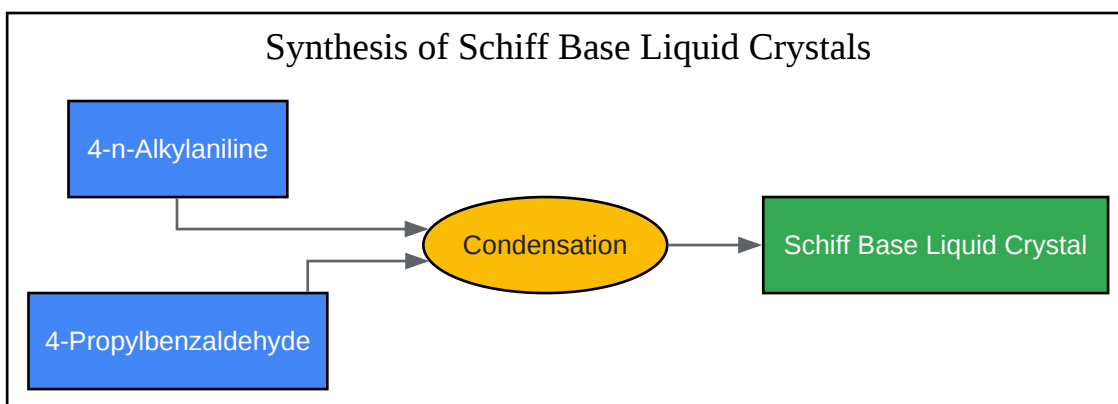 Synthesis of Schiff Base Liquid Crystals
4-n-Alkylaniline
Condensation
Schiff Base Liquid Crystal
4-Propylbenzaldehyde